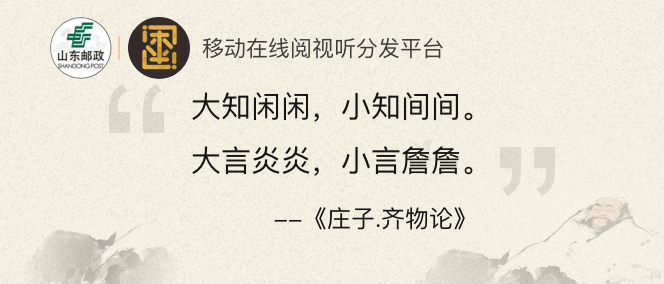 山东邮政
SHANDONG POST
移动在线阅视听分发平台
大知闲闲，小知间间。
大言炎炎，小言詹詹。
--《庄子.齐物论》